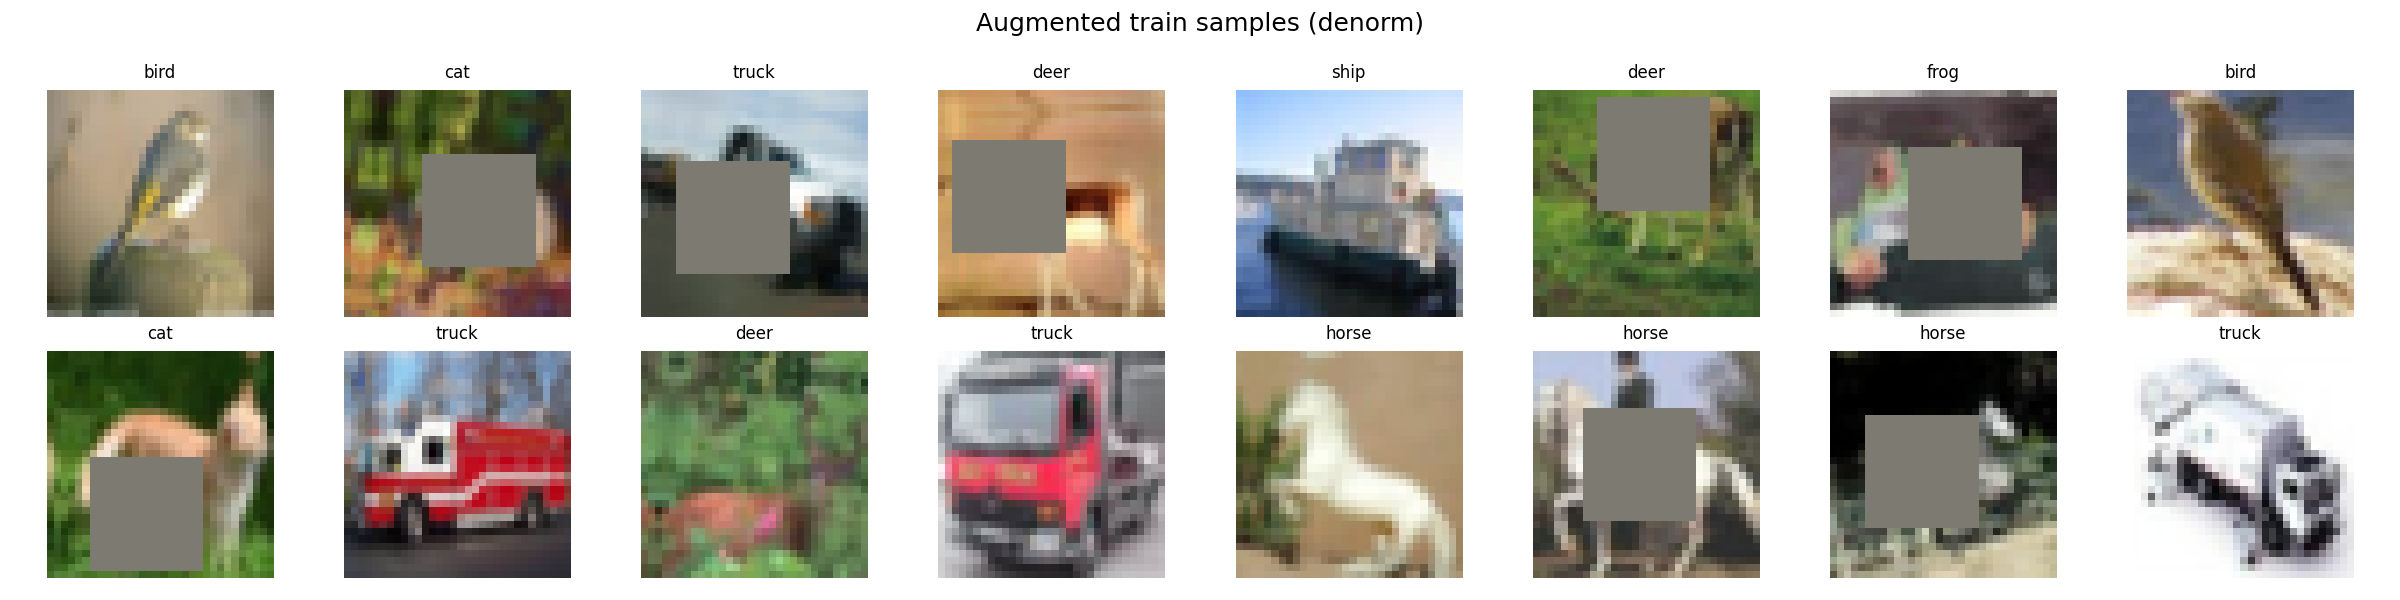 Augmented train samples (denorm)
bird cat truck deer ship deer frog bird
cat truck deer truck horse horse horse truck